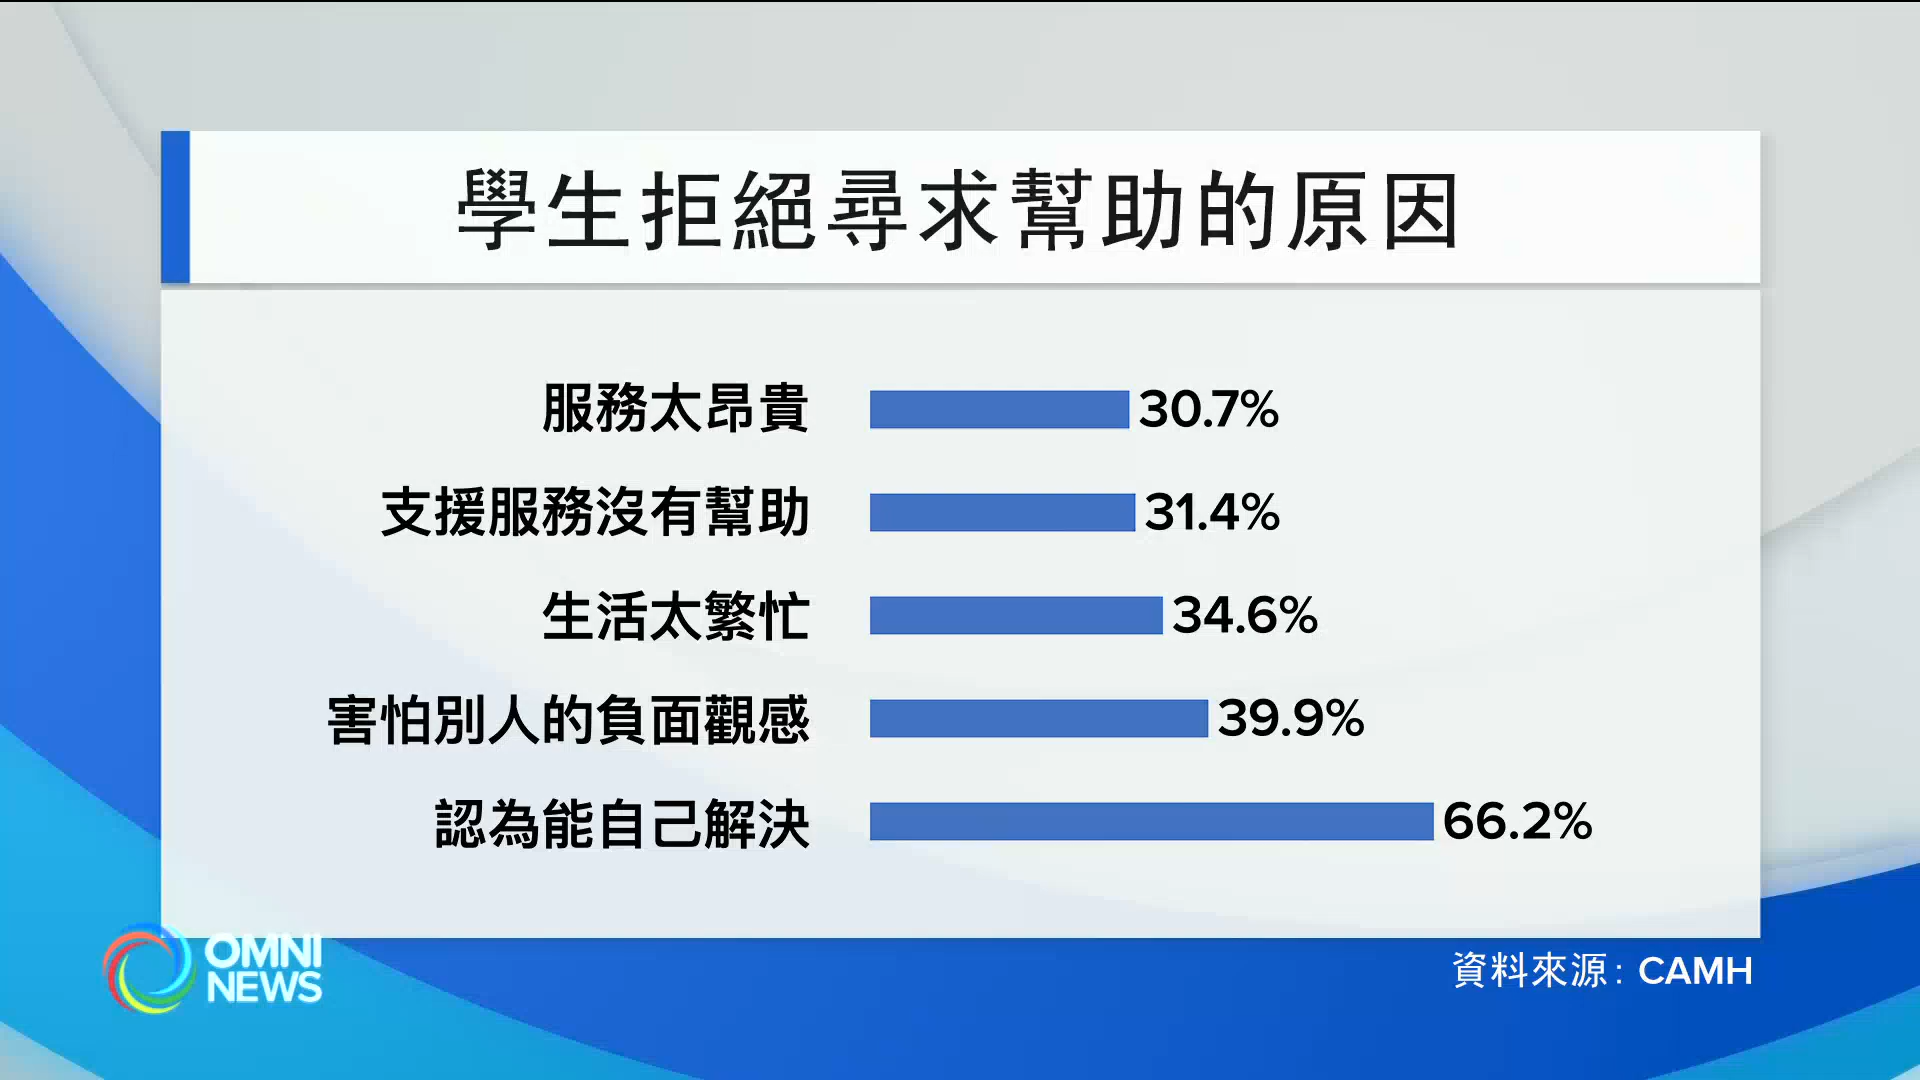 學生拒絕尋求幫助的原因
服務太昂貴 30.7%
支援服務沒有幫助 31.4%
生活太繁忙 34.6%
害怕別人的負面觀感 39.9%
認為能自己解決 66.2%
OMNI
NEWS
資料來源: CAMH